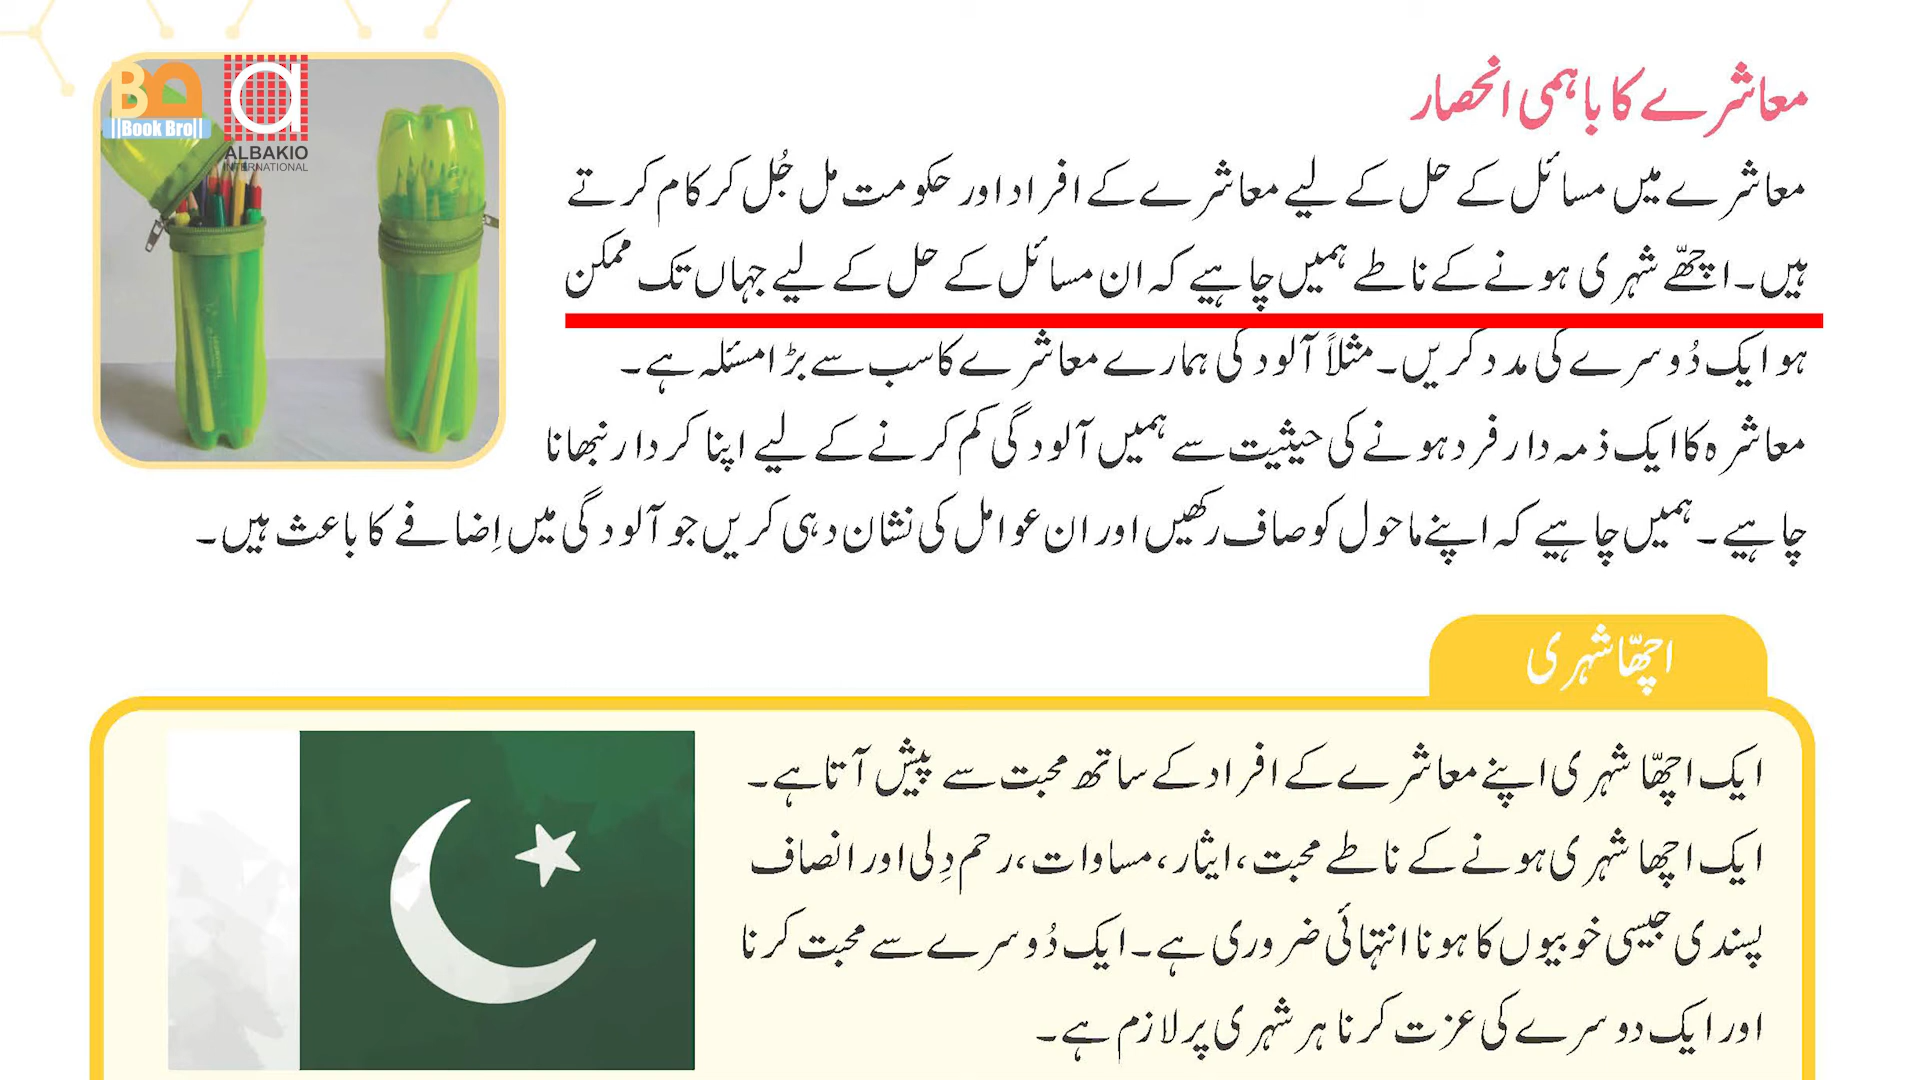 BB
||Book Bro||
a
ALBAKIO
INTERNATIONAL
معاشرے کا باہمی انحصار
معاشرے میں مسائل کے حل کے لیے معاشرے کے افراد اور حکومت مل جُل کر کام کرتے
ہیں۔ اچھّے شہری ہونے کے ناطے ہمیں چاہیے کہ ان مسائل کے حل کے لیے جہاں تک ممکن
ہو ایک دُوسرے کی مدد کریں۔ مثلاً آلودگی ہمارے معاشرے کا سب سے بڑا مسئلہ ہے۔
معاشرہ کا ایک ذمہ دار فرد ہونے کی حیثیت سے ہمیں آلودگی کم کرنے کے لیے اپنا کردار نبھانا
چاہیے۔ ہمیں چاہیے کہ اپنے ماحول کو صاف رکھیں اور ان عوامل کی نشان دہی کریں جو آلودگی میں اِضافے کا باعث ہیں۔
اچھّا شہری
ایک اچھّا شہری اپنے معاشرے کے افراد کے ساتھ محبت سے پیش آتا ہے۔
ایک اچھا شہری ہونے کے ناطے محبت، ایثار، مساوات، رحم دِلی اور انصاف
پسندی جیسی خوبیوں کا ہونا انتہائی ضروری ہے۔ ایک دُوسرے سے محبت کرنا
اور ایک دوسرے کی عزت کرنا ہر شہری پر لازم ہے۔